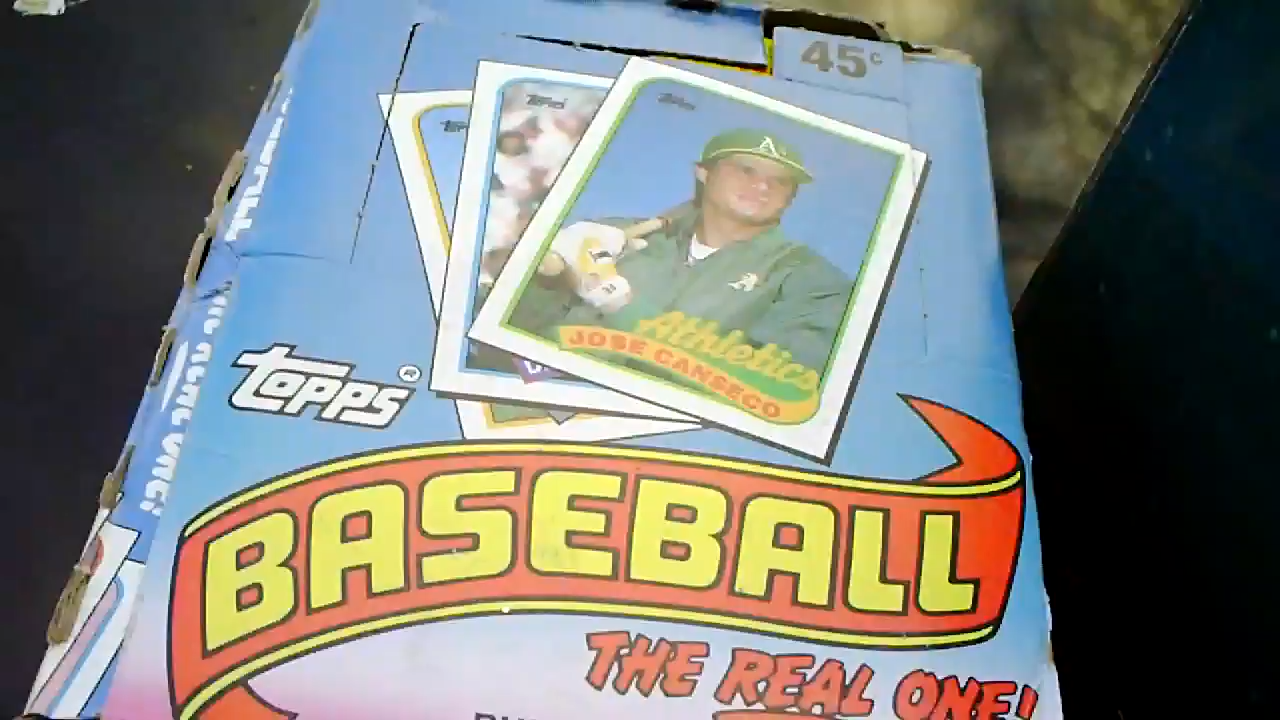 45¢
Topps
Topps
Topps
A's
A's
Athletics
JOSE CANSECO
Topps®
BASEBALL
THE REAL ONE!